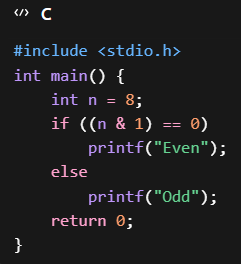 </> C
#include <stdio.h>
int main() {
    int n = 8;
    if ((n & 1) == 0)
        printf("Even");
    else
        printf("Odd");
    return 0;
}